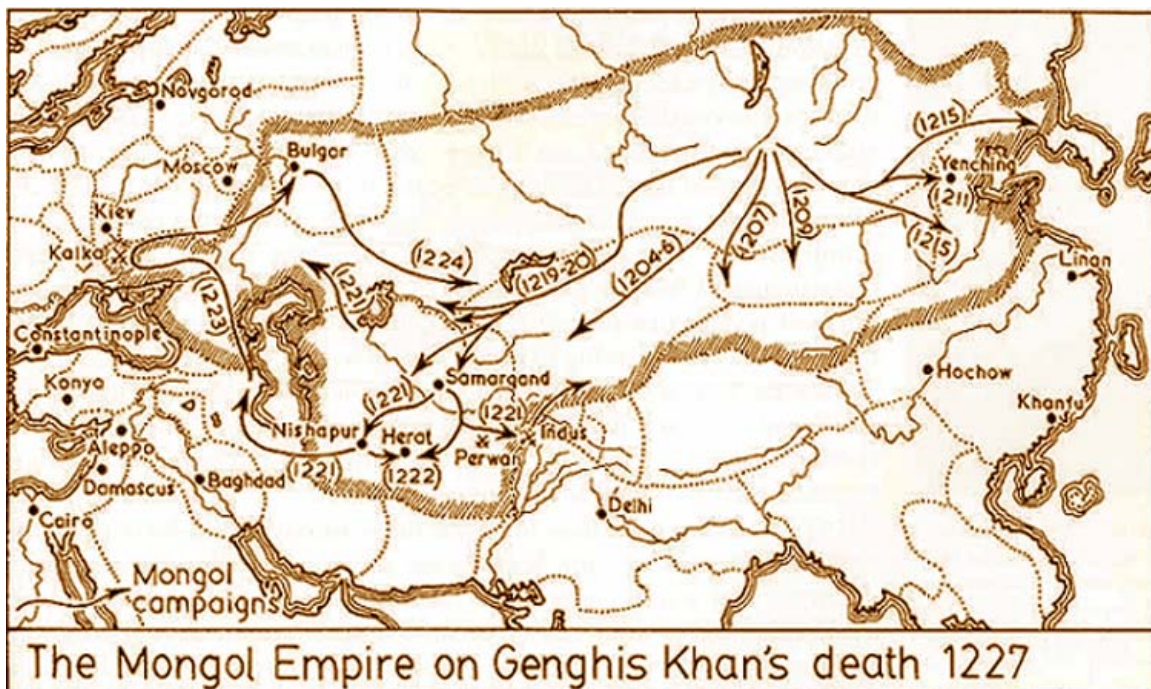 Novgorod
Moscow
Bulgar
Kiev
Kalka
(1215)
Yenching
(1211)
(1215)
(1207)
(1209)
(1204-6)
(1219-20)
(1224)
(1221)
(1223)
Linan
Constantinople
Konya
Samarqand
Hochow
Khanfu
(1221)
(1221)
Nishapur
Herat
Perwan
Indus
Aleppo
(1221)
(1222)
Damascus
Baghdad
Delhi
Cairo
Mongol
campaigns
The Mongol Empire on Genghis Khan's death 1227